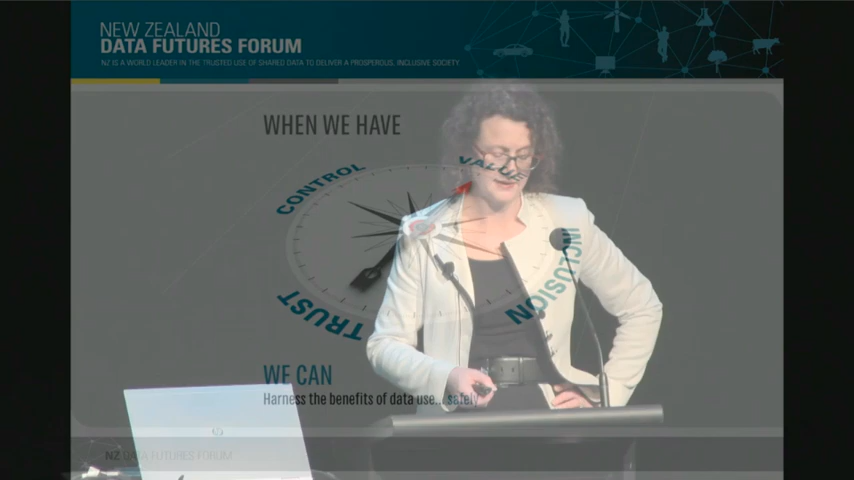 NEW ZEALAND
DATA FUTURES FORUM
NZ IS A WORLD LEADER IN THE TRUSTED USE OF SHARED DATA TO DELIVER A PROSPEROUS, INCLUSIVE SOCIETY.
WHEN WE HAVE
CONTROL
VALUE
INCLUSION
TRUST
WE CAN
Harness the benefits of data use... safely
NZ DATA FUTURES FORUM